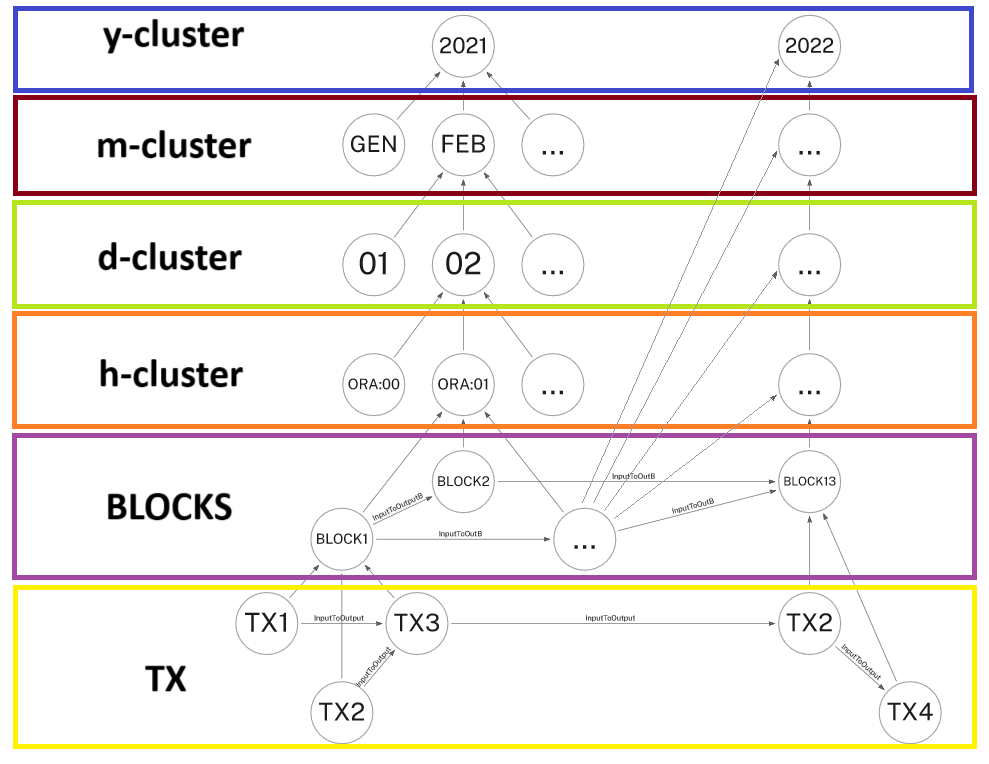 y-cluster
2021
2022
m-cluster
GEN
FEB
...
...
d-cluster
01
02
...
...
h-cluster
ORA:00
ORA:01
...
...
BLOCKS
BLOCK2
InputToOutB
BLOCK13
InputToOutputB
InputToOutB
BLOCK1
InputToOutB
...
TX
TX1
InputToOutput
TX3
InputToOutput
TX2
InputToOutput
InputToOutput
TX2
TX4